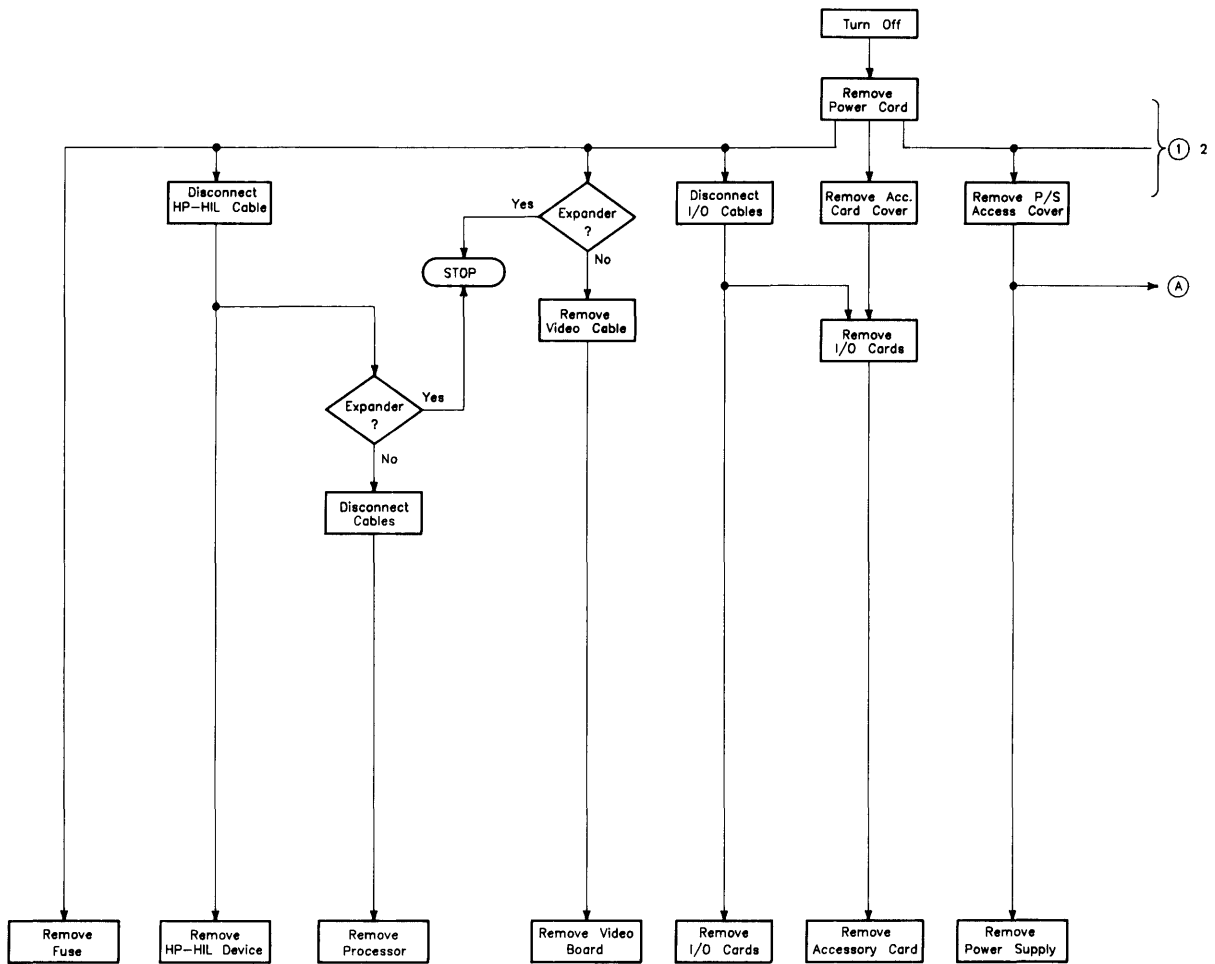 Turn Off
Remove
Power Cord
1 2
Disconnect
HP-HIL Cable
Yes
Expander
?
No
Disconnect
I/O Cables
Remove Acc.
Card Cover
Remove P/S
Access Cover
STOP
A
Remove
Video Cable
Remove
I/O Cards
Expander
?
Yes
No
Disconnect
Cables
Remove
Fuse
Remove
HP-HIL Device
Remove
Processor
Remove Video
Board
Remove
I/O Cards
Remove
Accessory Card
Remove
Power Supply